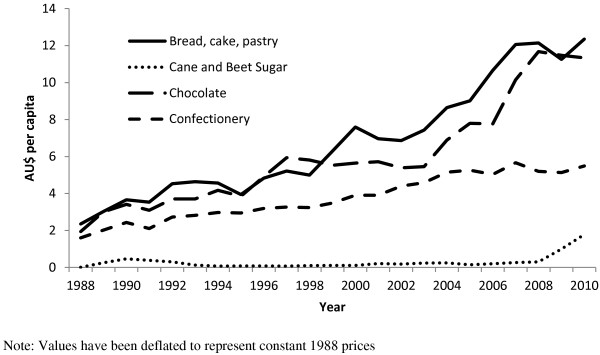 14
12
10
8
6
4
2
0
AU$ per capita
Bread, cake, pastry
Cane and Beet Sugar
Chocolate
Confectionery
1988 1990 1992 1994 1996 1998 2000 2002 2004 2006 2008 2010
Year
Note: Values have been deflated to represent constant 1988 prices